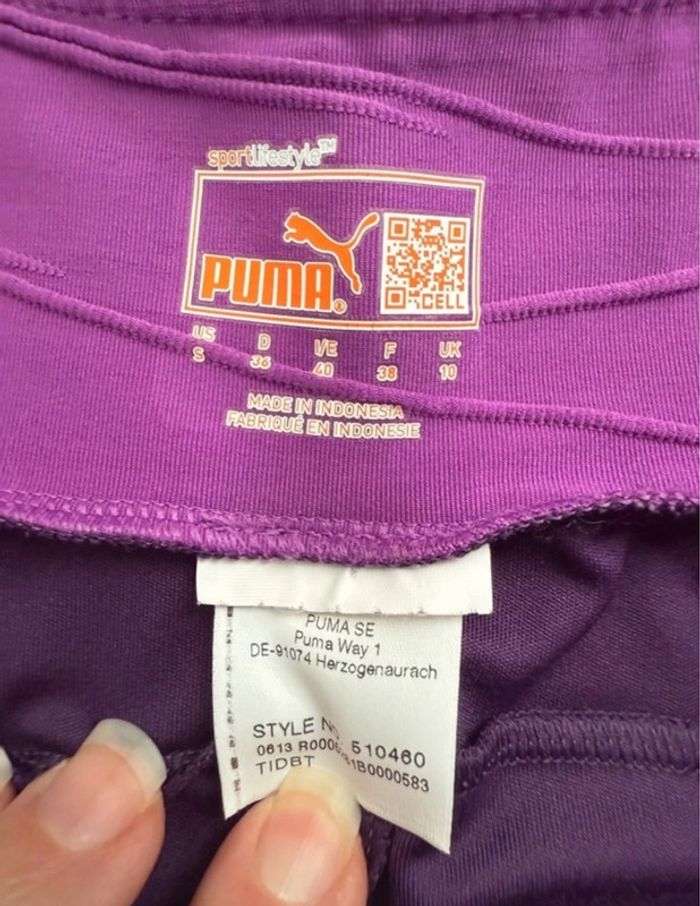 sportlifestyle™
PUMA®
CELL
US D I/E F UK
S 36 40 38 10
MADE IN INDONESIA
FABRIQUÉ EN INDONESIE
PUMA SE
Puma Way 1
DE-91074 Herzogenaurach
STYLE 510460
0613
TIDBT